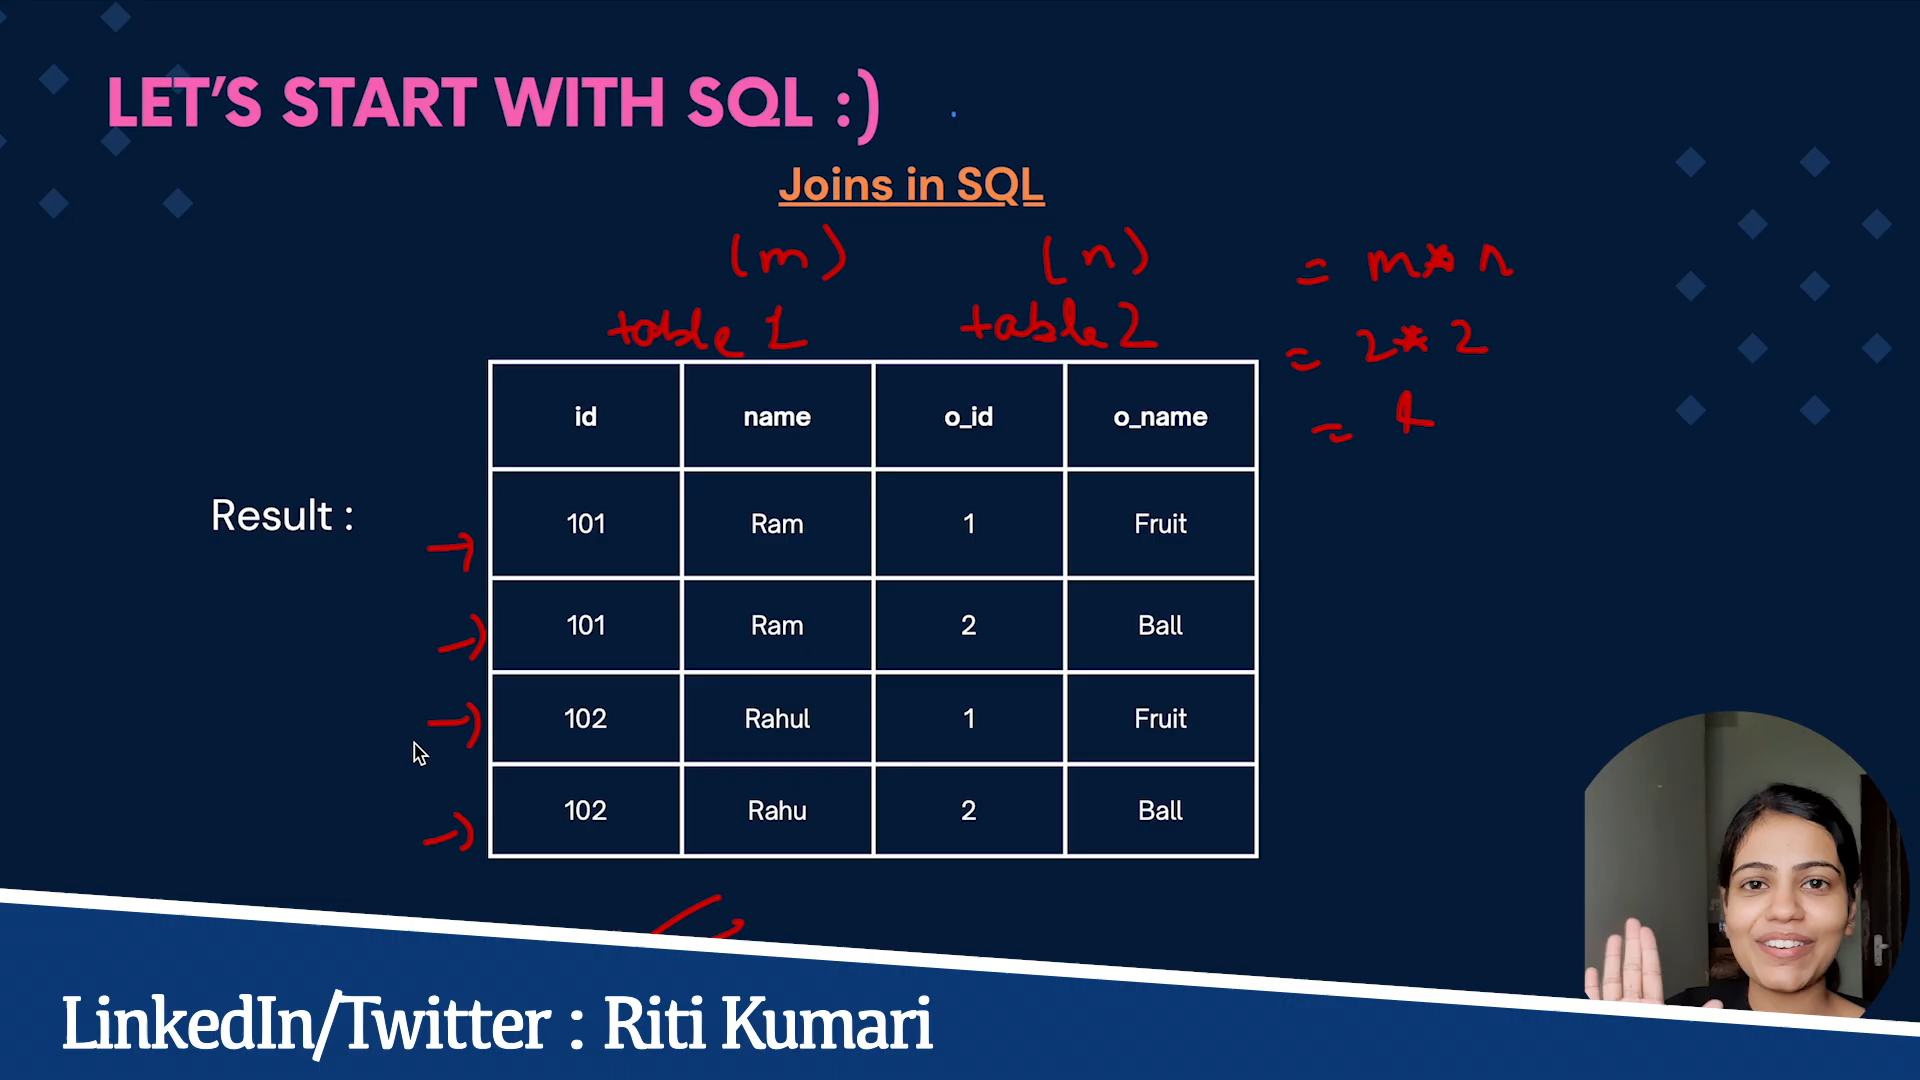 LET'S START WITH SQL :)
Joins in SQL
(m) (n) = m * n
table 1 table 2 = 2 * 2
= 4
id name o_id o_name
Result :
101 Ram 1 Fruit
101 Ram 2 Ball
102 Rahul 1 Fruit
102 Rahu 2 Ball
LinkedIn/Twitter : Riti Kumari